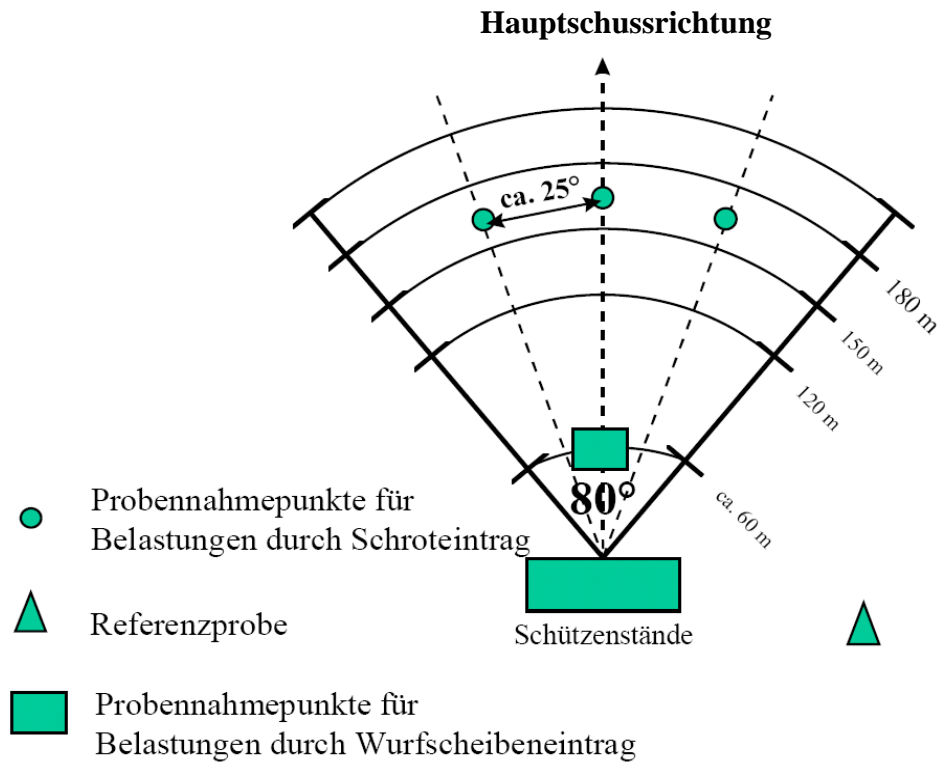 Hauptschussrichtung
ca. 25°
180 m
150 m
120 m
ca. 60 m
80°
Schützenstände
Probennahmepunkte für
Belastungen durch Schroteintrag
Referenzprobe
Probennahmepunkte für
Belastungen durch Wurfscheibeneintrag